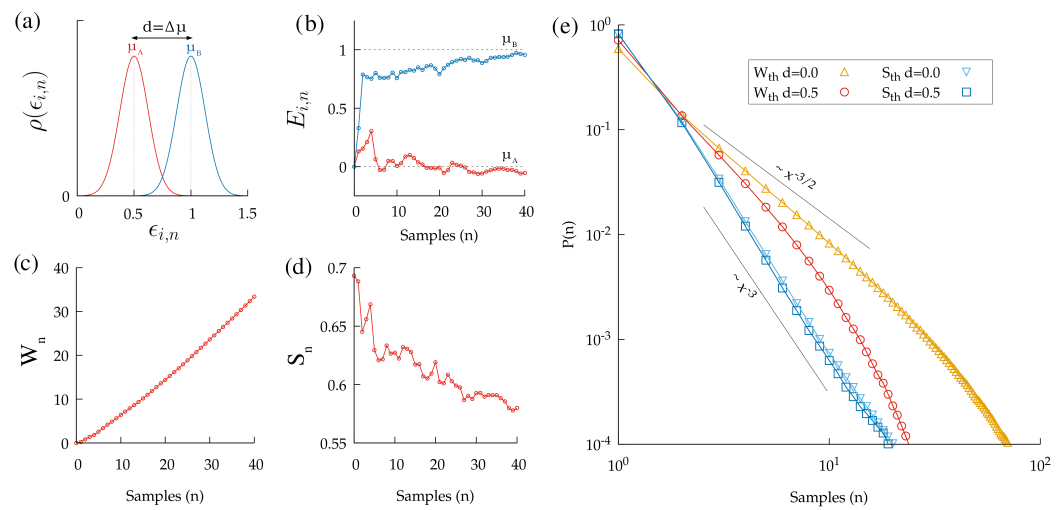 (a)
d=Δμ
μA
μB
ρ(ϵi,n)
0
0
0.5
1
1.5
ϵi,n
(b)
μB
1
Ei,n
μA
0
0
10
20
30
40
Samples (n)
(c)
40
30
20
10
0
Wn
0
10
20
30
40
Samples (n)
(d)
0.7
0.65
0.6
0.55
Sn
0
10
20
30
40
Samples (n)
(e)
10^0
10^-1
10^-2
10^-3
10^-4
P(n)
Wth d=0.0
Sth d=0.0
Wth d=0.5
Sth d=0.5
~x^-3/2
~x^-3
10^0
10^1
10^2
Samples (n)